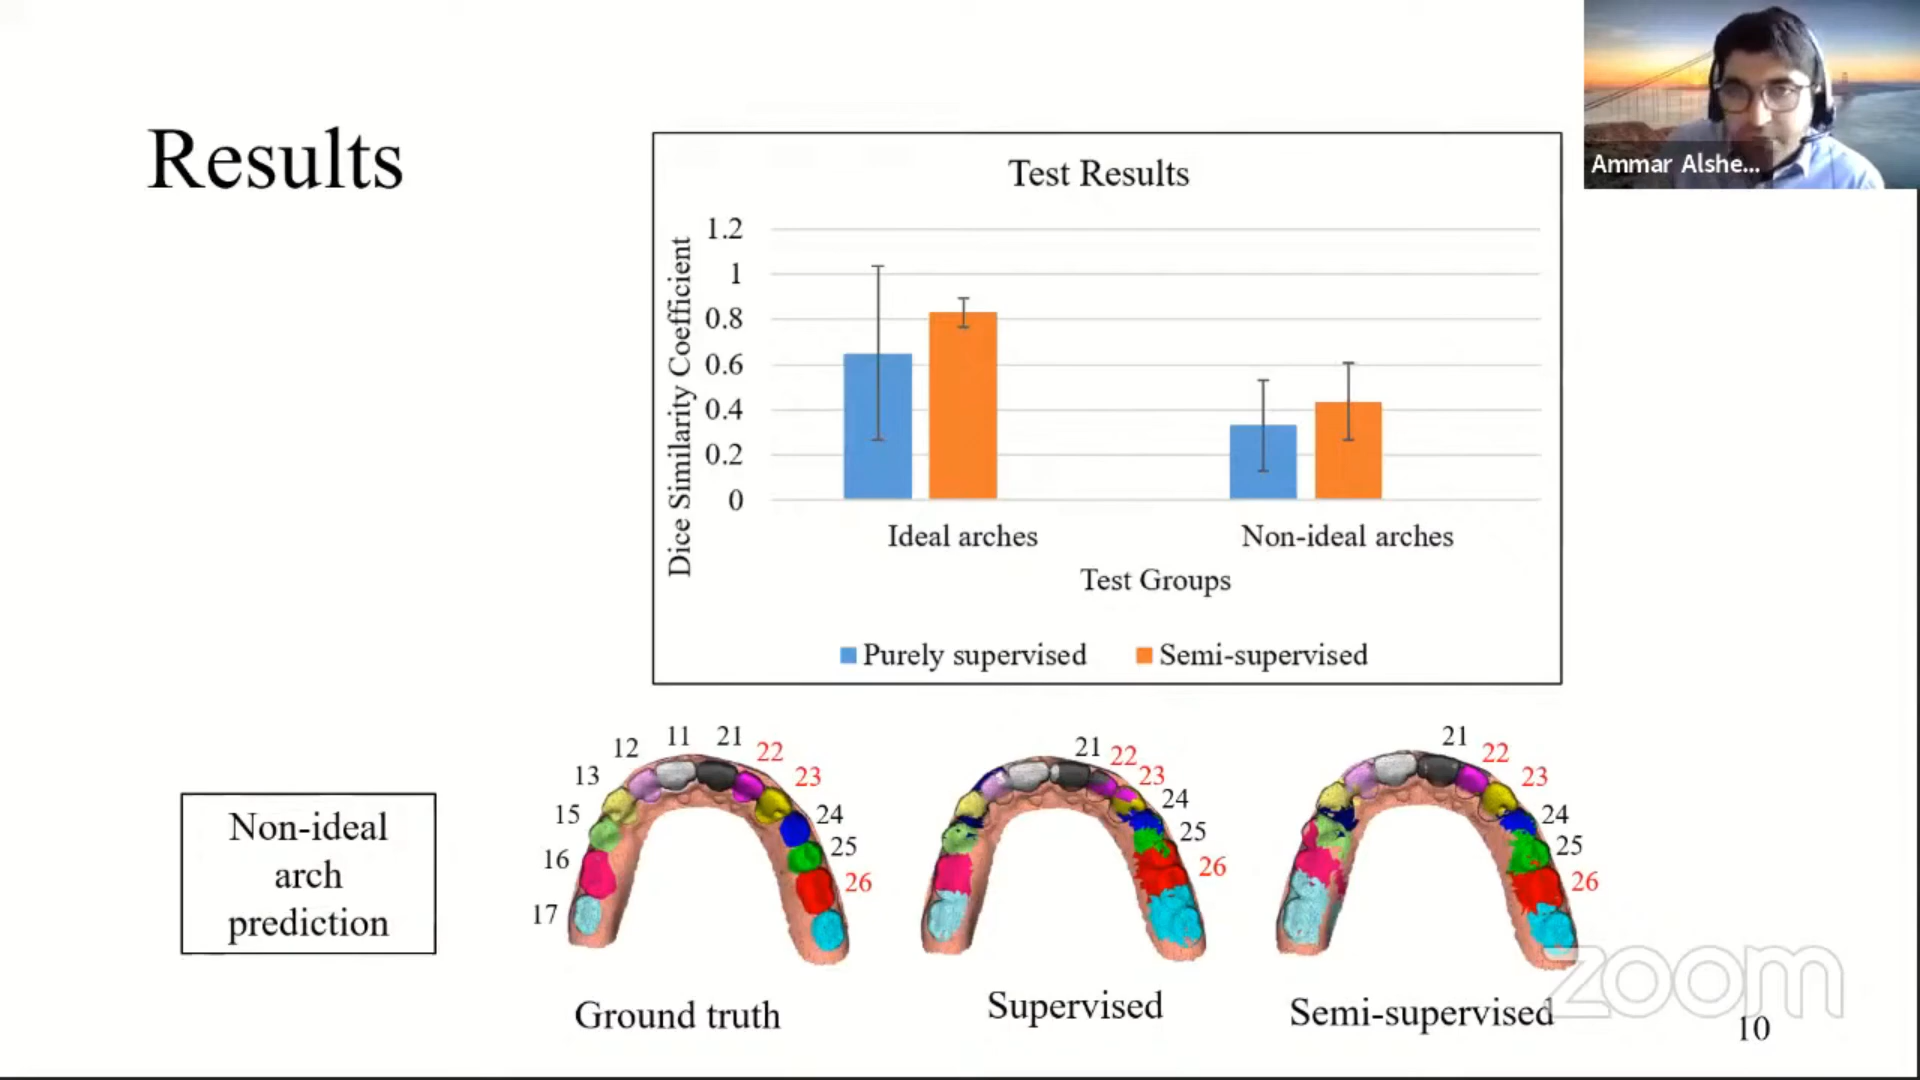 Results
Ammar Alshe...
Test Results
Dice Similarity Coefficient
1.2
1
0.8
0.6
0.4
0.2
0
Ideal arches
Non-ideal arches
Test Groups
Purely supervised
Semi-supervised
Non-ideal
arch
prediction
12 11 21 22
13 23
15 24
16 25
26
17
Ground truth
21 22
23
24
25
26
Supervised
21 22
23
24
25
26
Semi-supervised
zoom
10